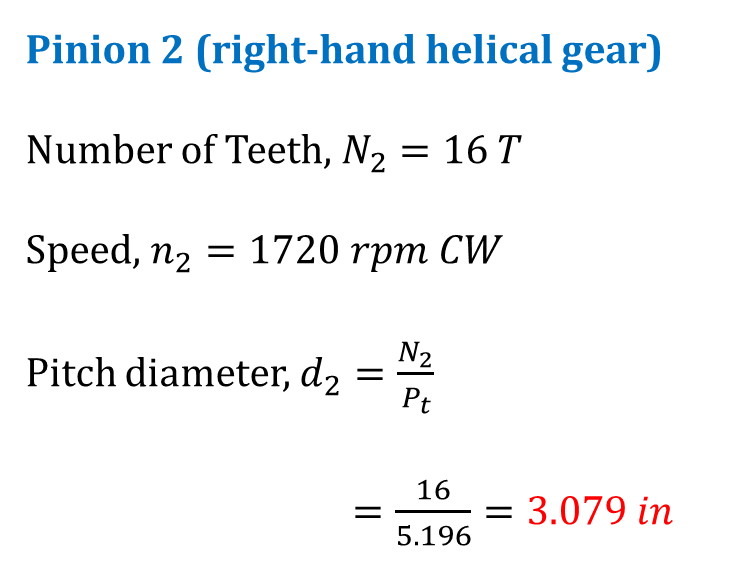 Pinion 2 (right-hand helical gear)
Number of Teeth, N₂ = 16 T
Speed, n₂ = 1720 rpm CW
Pitch diameter, d₂ = N₂/Pₜ
= 16/5.196 = 3.079 in